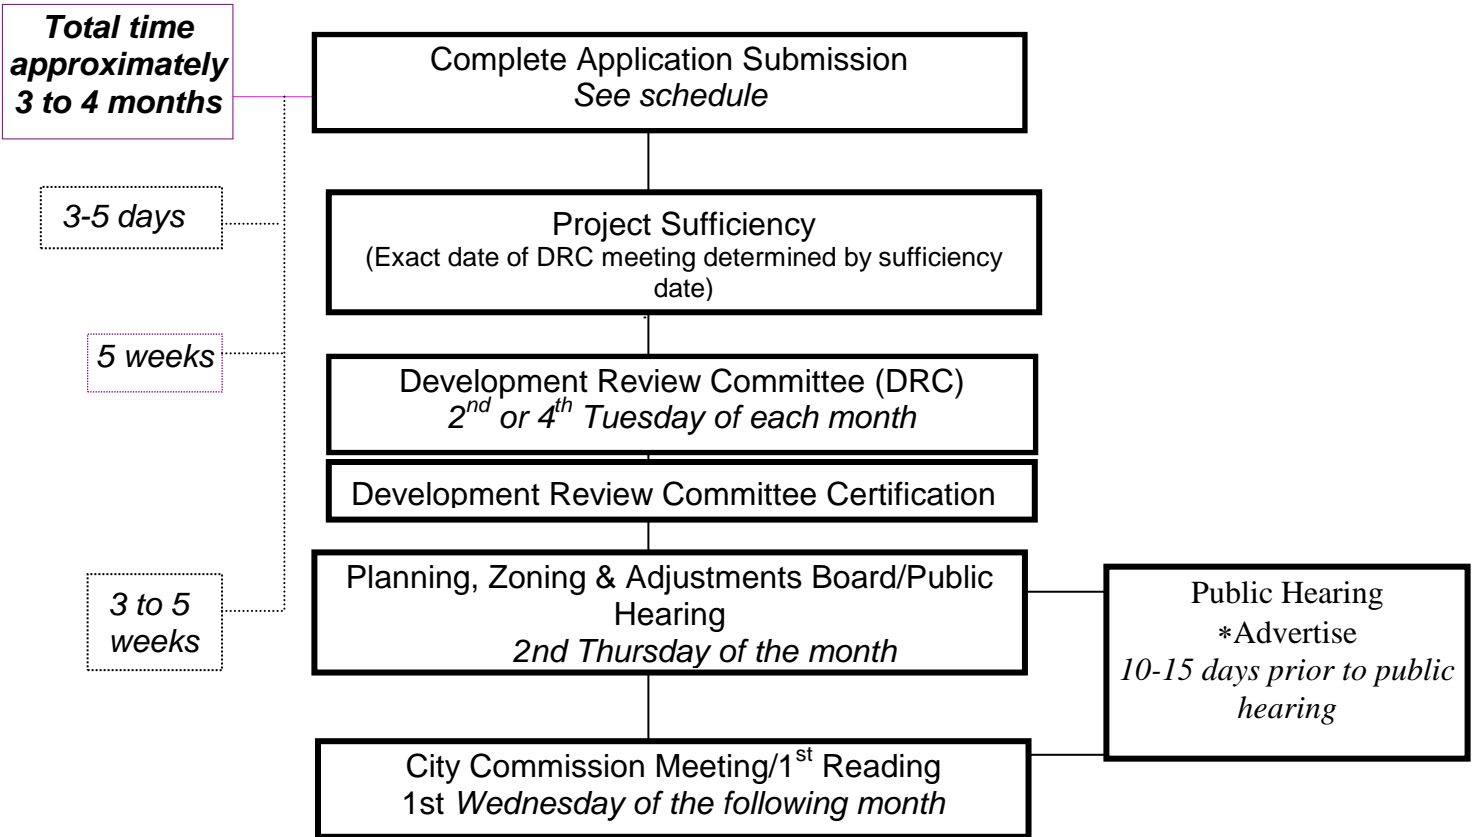 Total time
approximately
3 to 4 months
Complete Application Submission
See schedule
3-5 days
Project Sufficiency
(Exact date of DRC meeting determined by sufficiency
date)
5 weeks
Development Review Committee (DRC)
2nd or 4th Tuesday of each month
Development Review Committee Certification
3 to 5
weeks
Planning, Zoning & Adjustments Board/Public
Hearing
2nd Thursday of the month
Public Hearing
*Advertise
10-15 days prior to public
hearing
City Commission Meeting/1st Reading
1st Wednesday of the following month